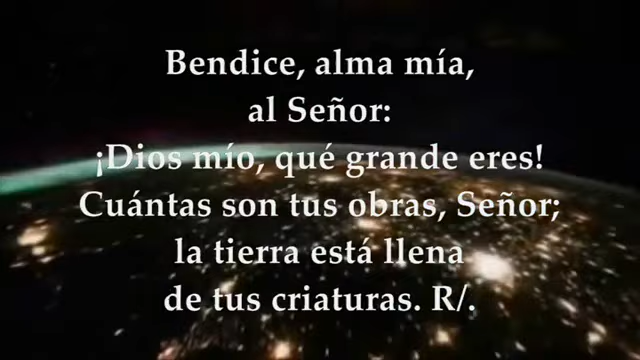 Bendice, alma mía,
al Señor:
¡Dios mío, qué grande eres!
Cuántas son tus obras, Señor;
la tierra está llena
de tus criaturas. R/.